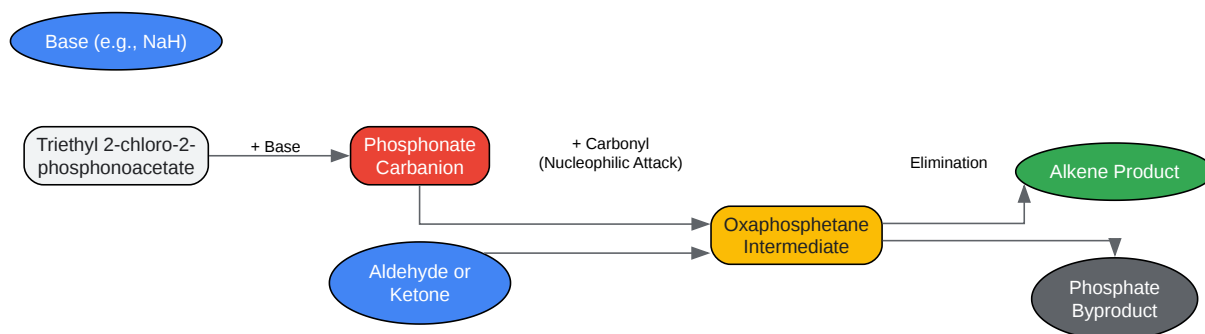 Base (e.g., NaH)
Triethyl 2-chloro-2-
phosphonoacetate
+ Base
Phosphonate
Carbanion
+ Carbonyl
(Nucleophilic Attack)
Elimination
Alkene Product
Oxaphosphetane
Intermediate
Aldehyde or
Ketone
Phosphate
Byproduct